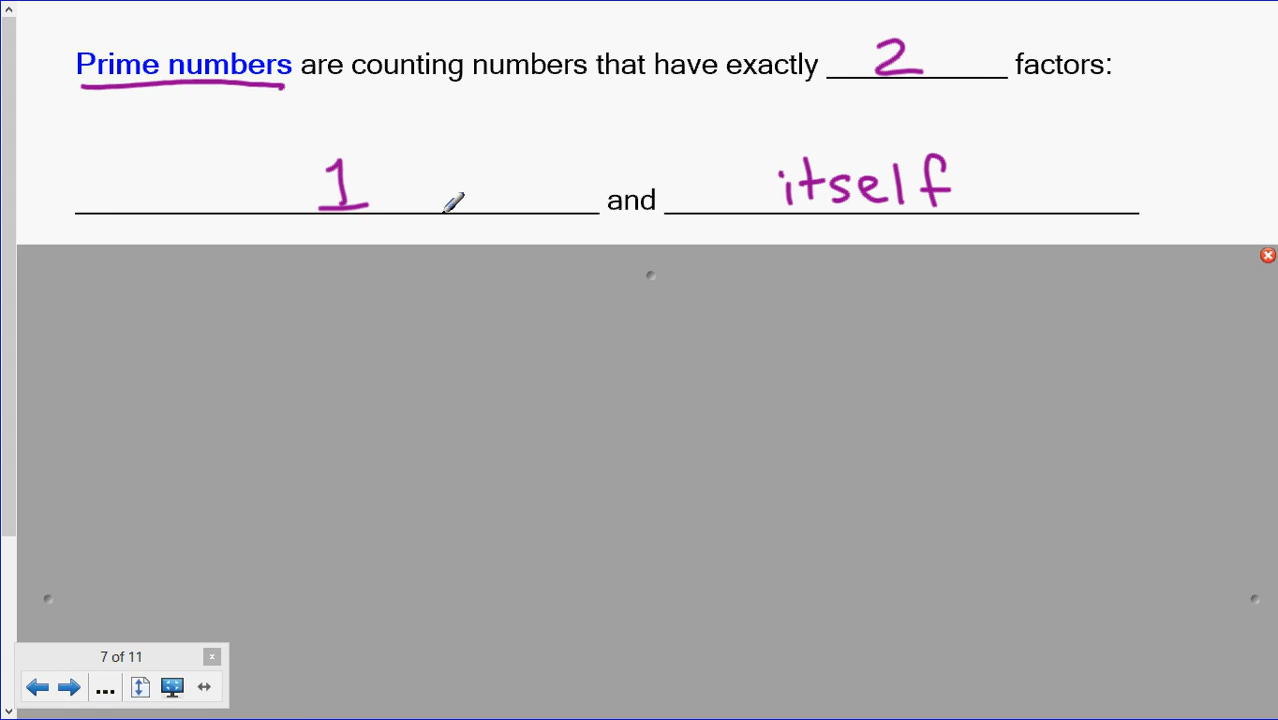 Prime numbers are counting numbers that have exactly 2 factors:
1 and itself
7 of 11